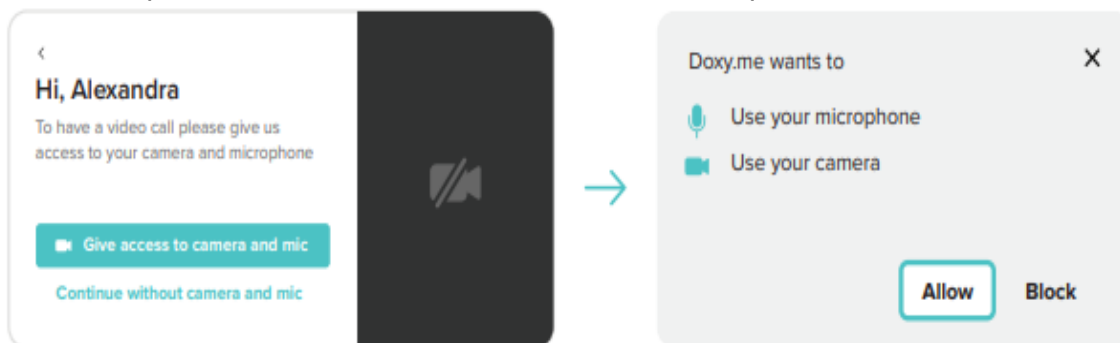 Hi, Alexandra
To have a video call please give us
access to your camera and microphone
Give access to camera and mic
Continue without camera and mic
Doxy.me wants to
Use your microphone
Use your camera
Allow
Block